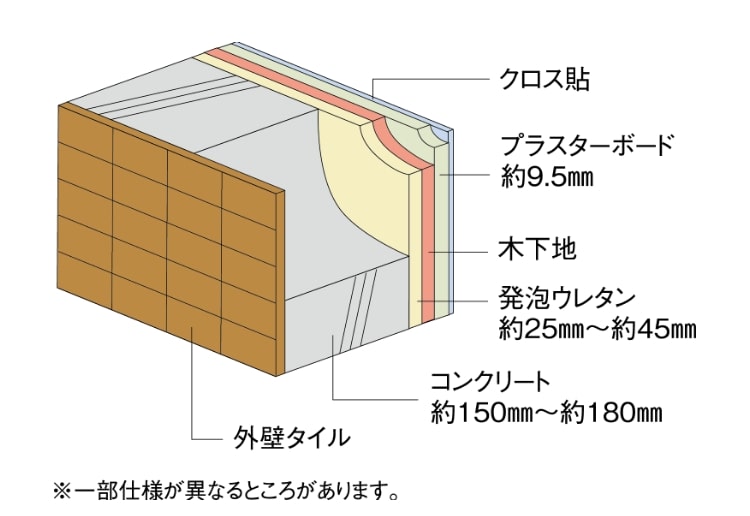 クロス貼
プラスターボード
約9.5㎜
木下地
発泡ウレタン
約25㎜〜約45㎜
コンクリート
約150㎜〜約180㎜
外壁タイル
※一部仕様が異なるところがあります。